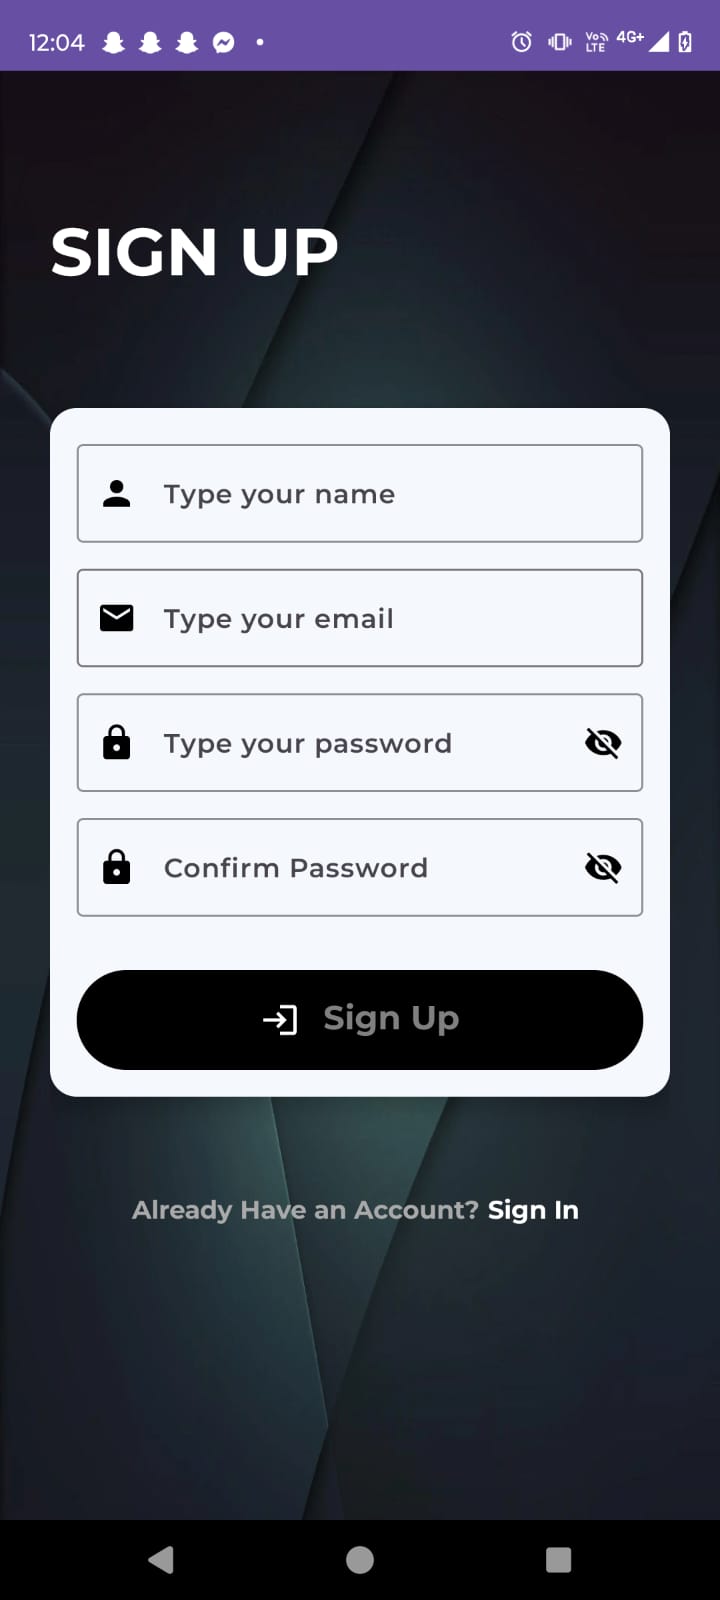 12:04 Vo LTE 4G+
SIGN UP
Type your name
Type your email
Type your password
Confirm Password
Sign Up
Already Have an Account? Sign In